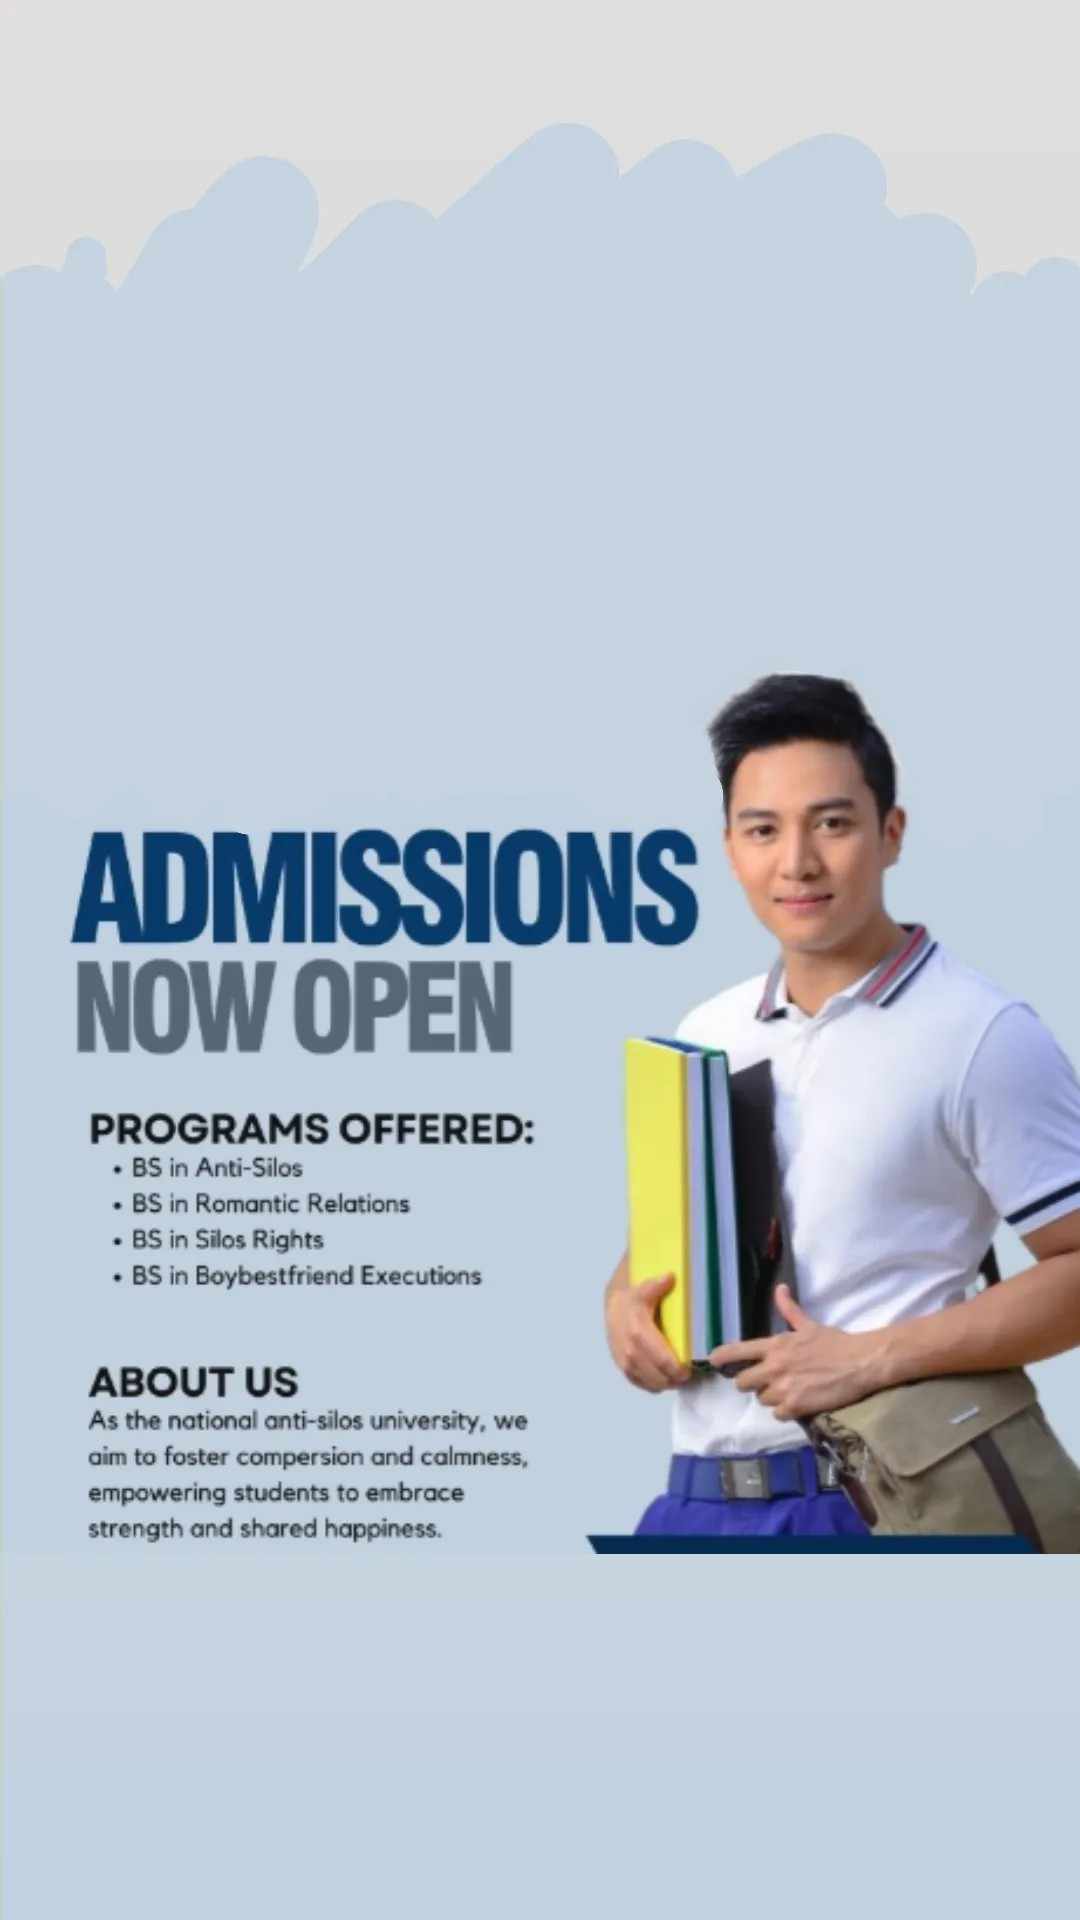 ADMISSIONS
NOW OPEN
PROGRAMS OFFERED:
• BS in Anti-Silos
• BS in Romantic Relations
• BS in Silos Rights
• BS in Boybestfriend Executions
ABOUT US
As the national anti-silos university, we
aim to foster compersion and calmness,
empowering students to embrace
strength and shared happiness.